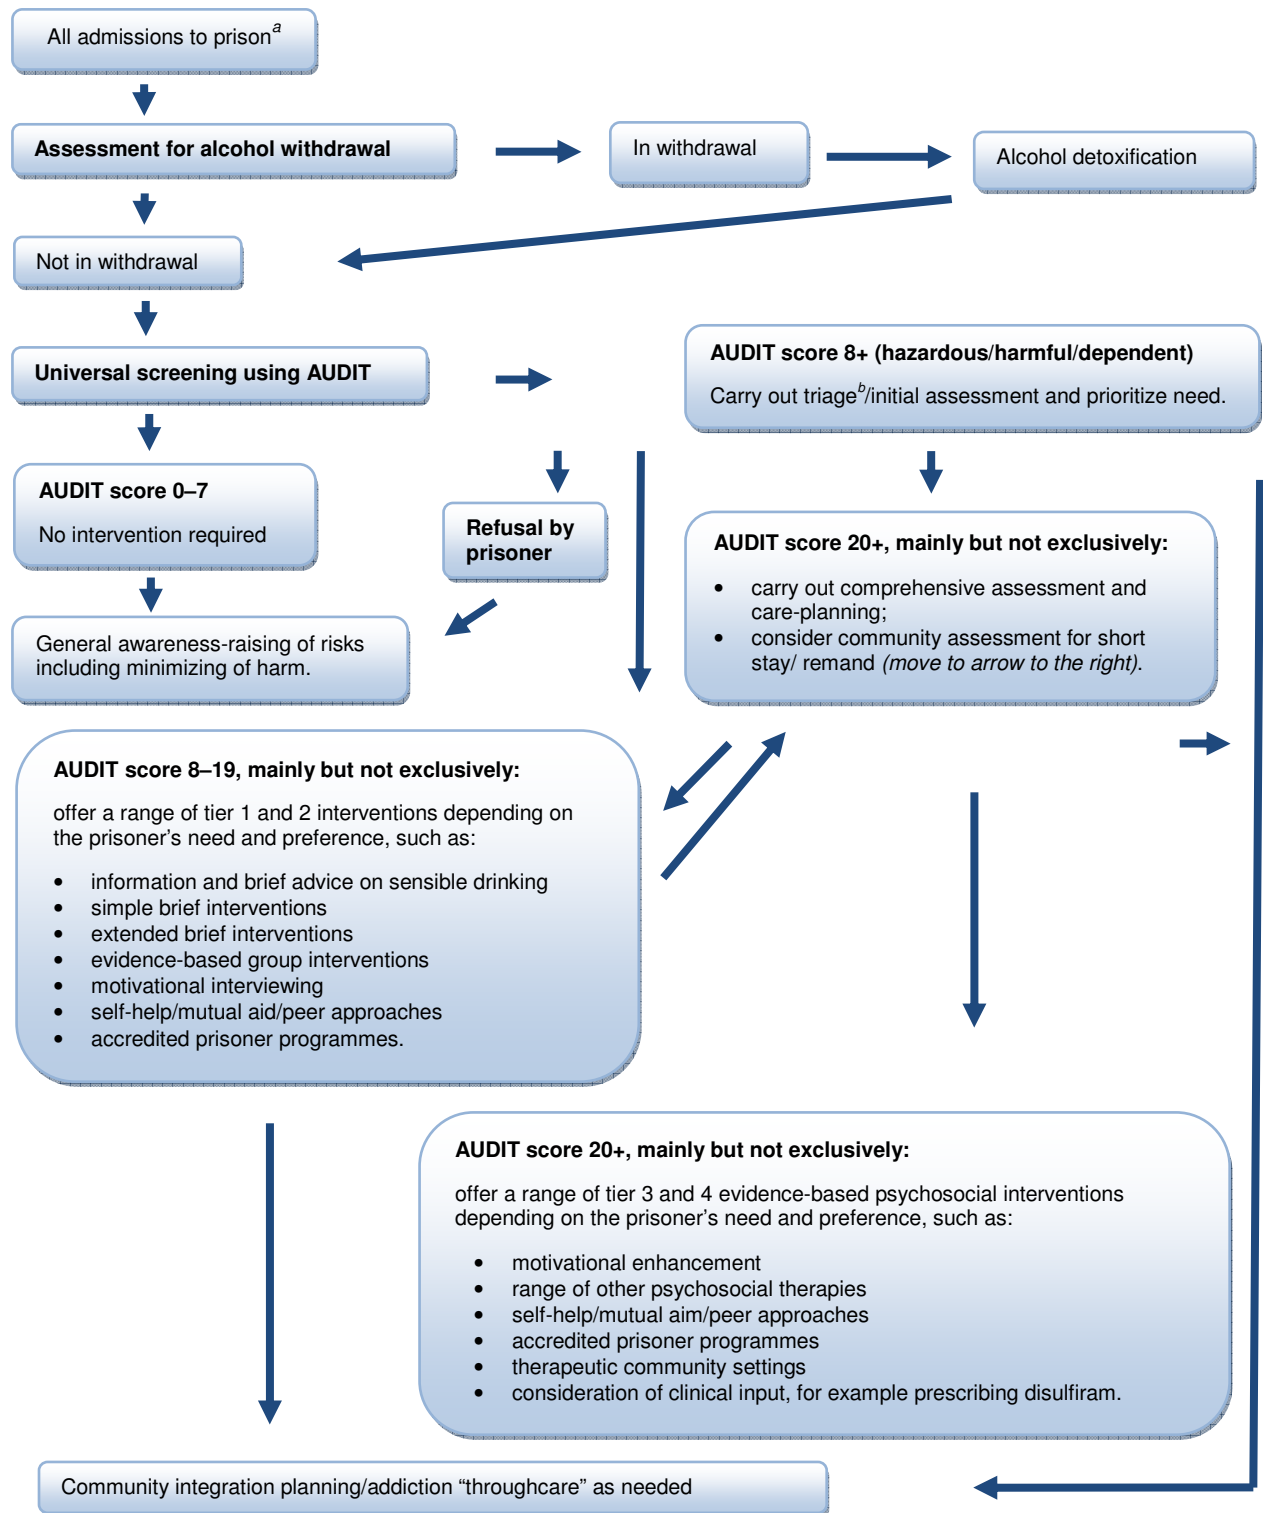 All admissions to prisonᵃ
Assessment for alcohol withdrawal
In withdrawal
Alcohol detoxification
Not in withdrawal
Universal screening using AUDIT
AUDIT score 8+ (hazardous/harmful/dependent)
Carry out triageᵇ/initial assessment and prioritize need.
AUDIT score 0–7
No intervention required
Refusal by
prisoner
AUDIT score 20+, mainly but not exclusively:
• carry out comprehensive assessment and
care-planning;
• consider community assessment for short
stay/ remand (move to arrow to the right).
General awareness-raising of risks
including minimizing of harm.
AUDIT score 8–19, mainly but not exclusively:
offer a range of tier 1 and 2 interventions depending on
the prisoner’s need and preference, such as:
• information and brief advice on sensible drinking
• simple brief interventions
• extended brief interventions
• evidence-based group interventions
• motivational interviewing
• self-help/mutual aid/peer approaches
• accredited prisoner programmes.
AUDIT score 20+, mainly but not exclusively:
offer a range of tier 3 and 4 evidence-based psychosocial interventions
depending on the prisoner’s need and preference, such as:
• motivational enhancement
• range of other psychosocial therapies
• self-help/mutual aim/peer approaches
• accredited prisoner programmes
• therapeutic community settings
• consideration of clinical input, for example prescribing disulfiram.
Community integration planning/addiction “throughcare” as needed